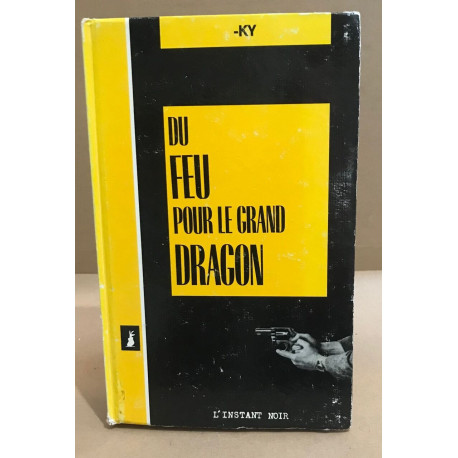 -KY
DU
FEU
POUR LE GRAND
DRAGON
L'INSTANT NOIR